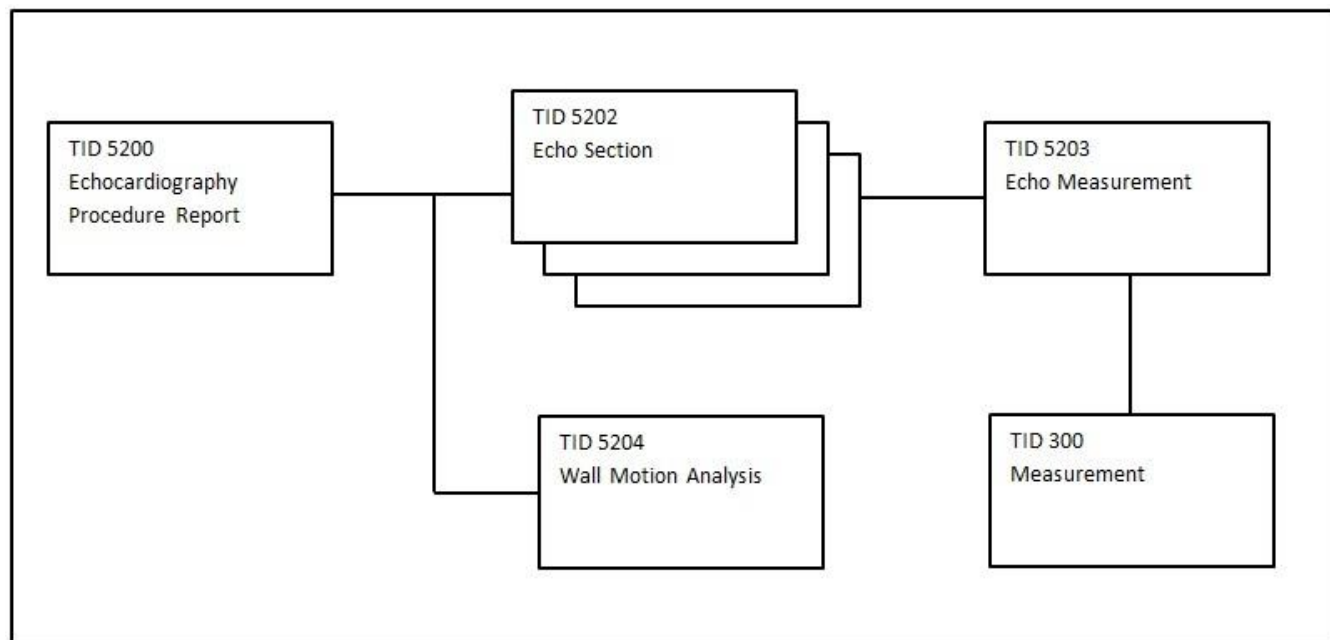 TID 5200
Echocardiography
Procedure Report
TID 5202
Echo Section
TID 5203
Echo Measurement
TID 5204
Wall Motion Analysis
TID 300
Measurement